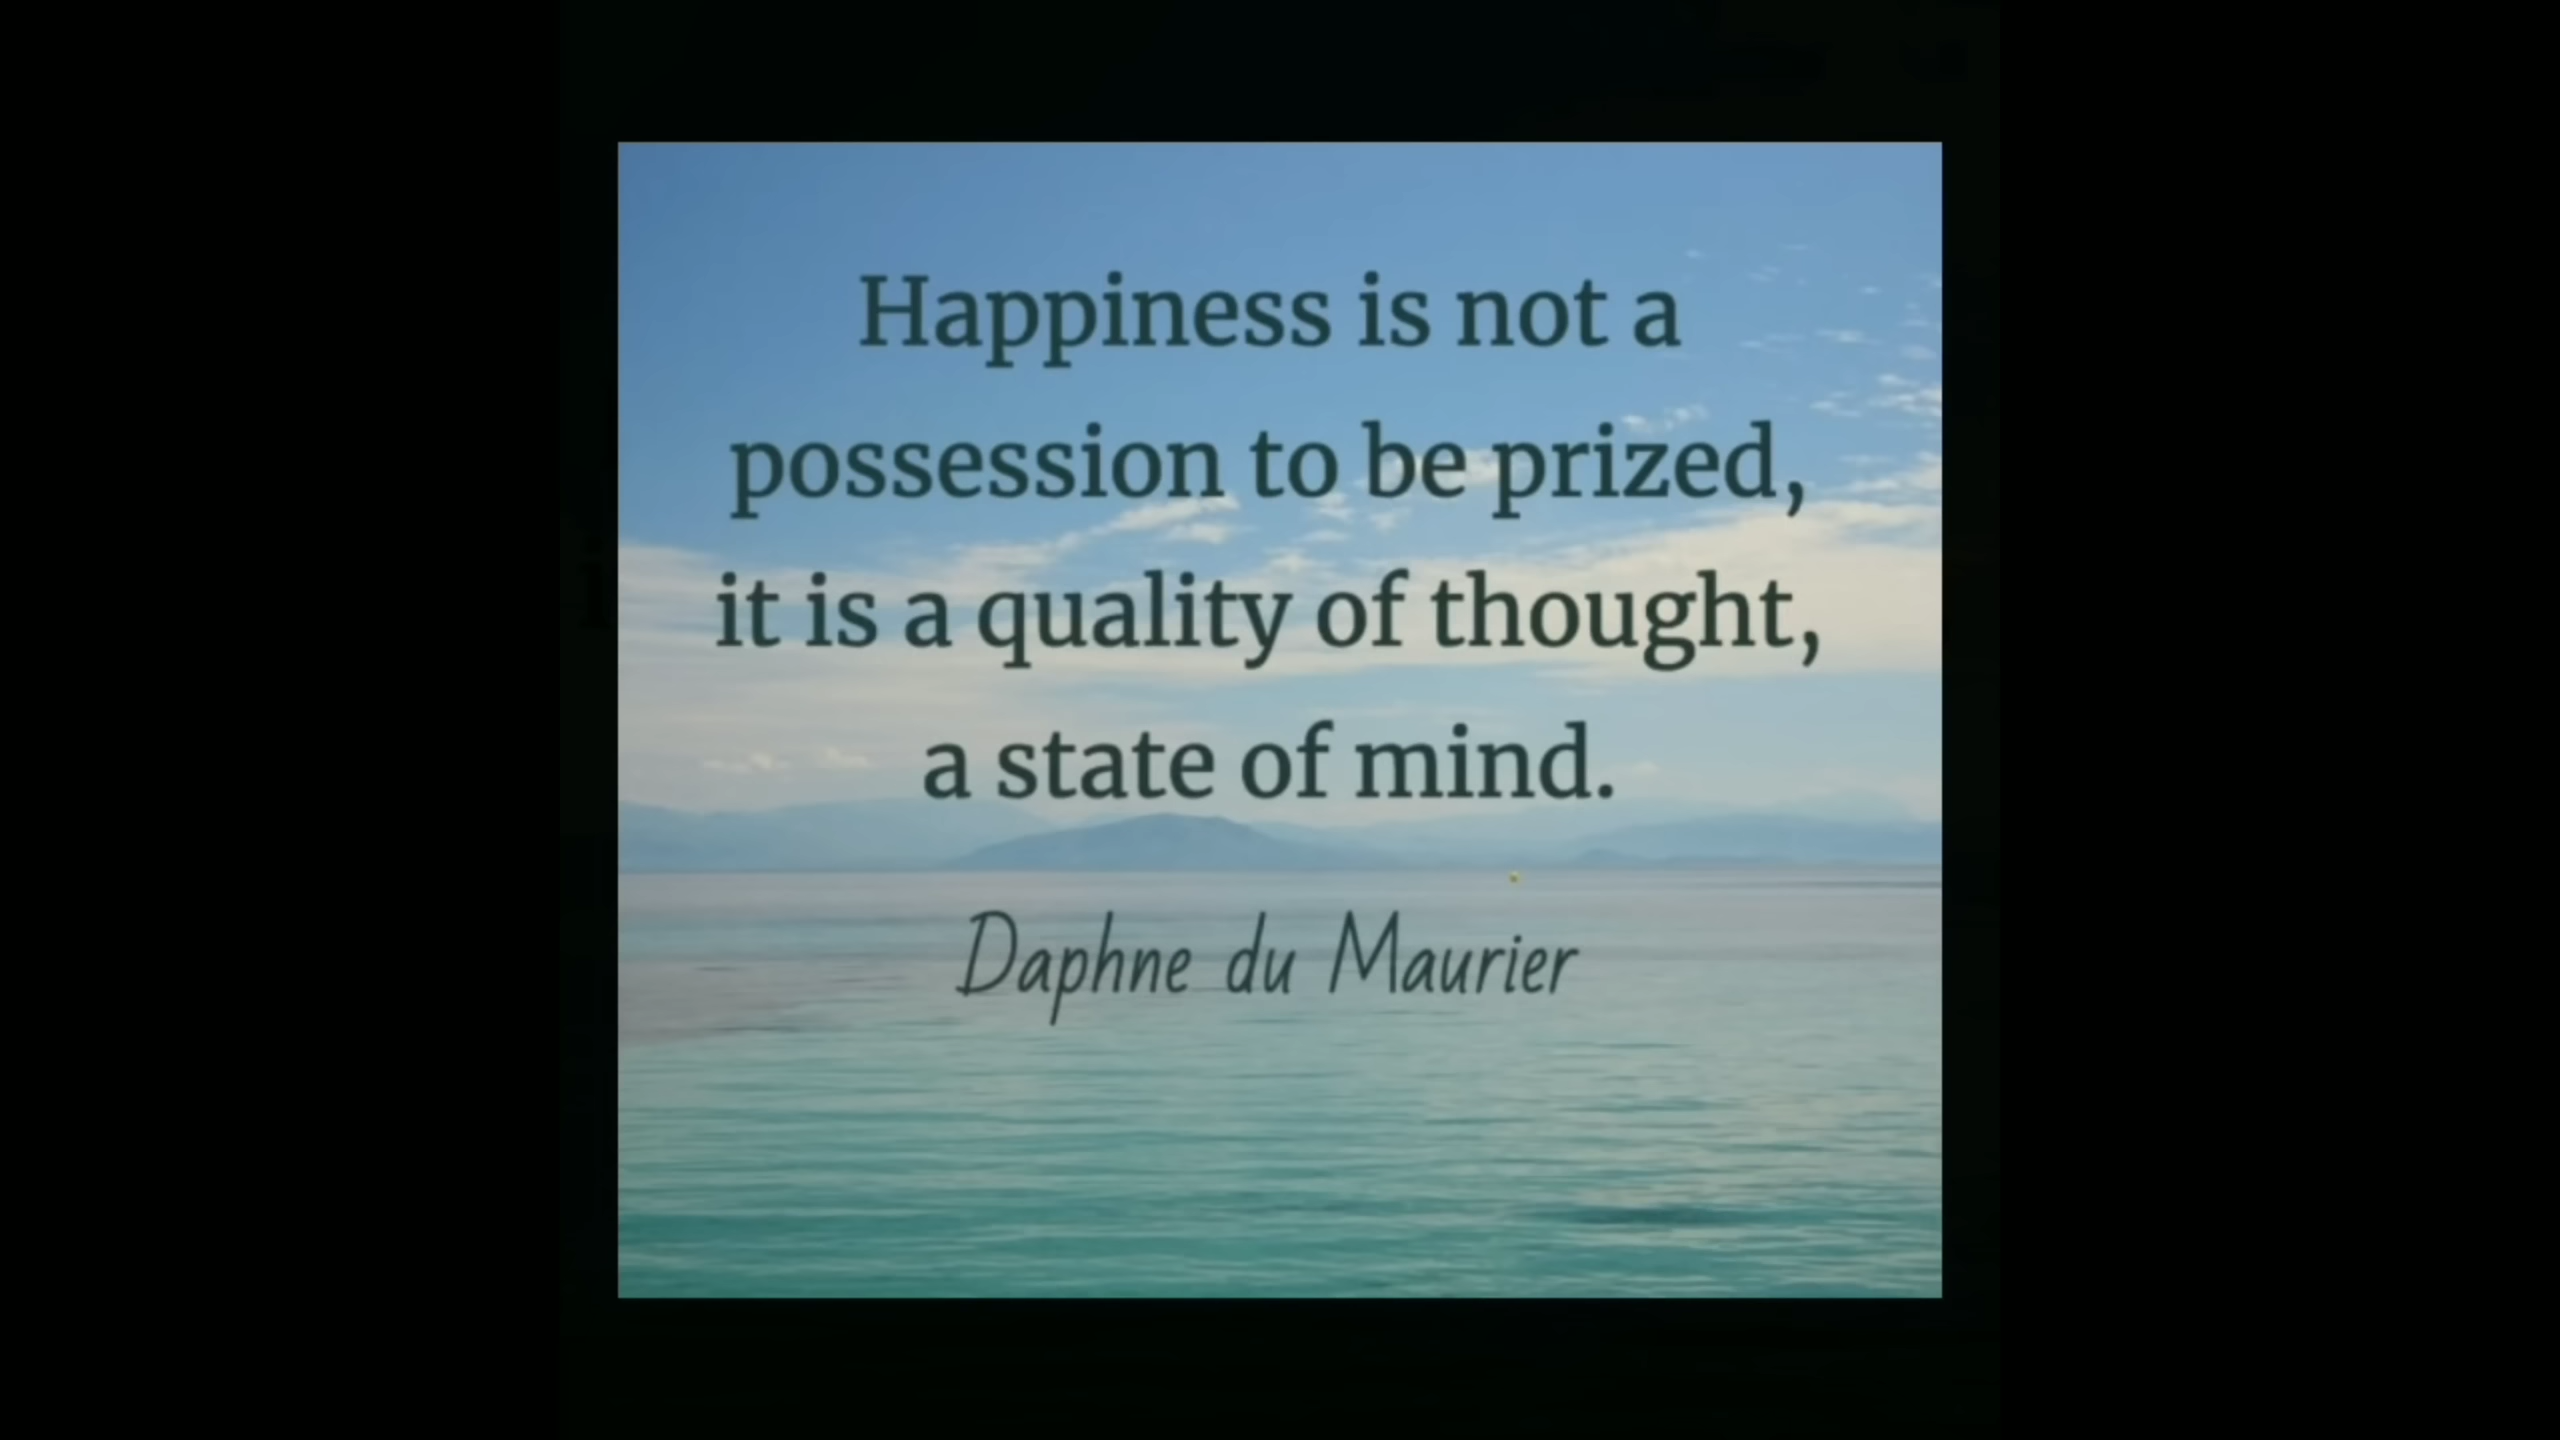 Happiness is not a
possession to be prized,
it is a quality of thought,
a state of mind.
Daphne du Maurier